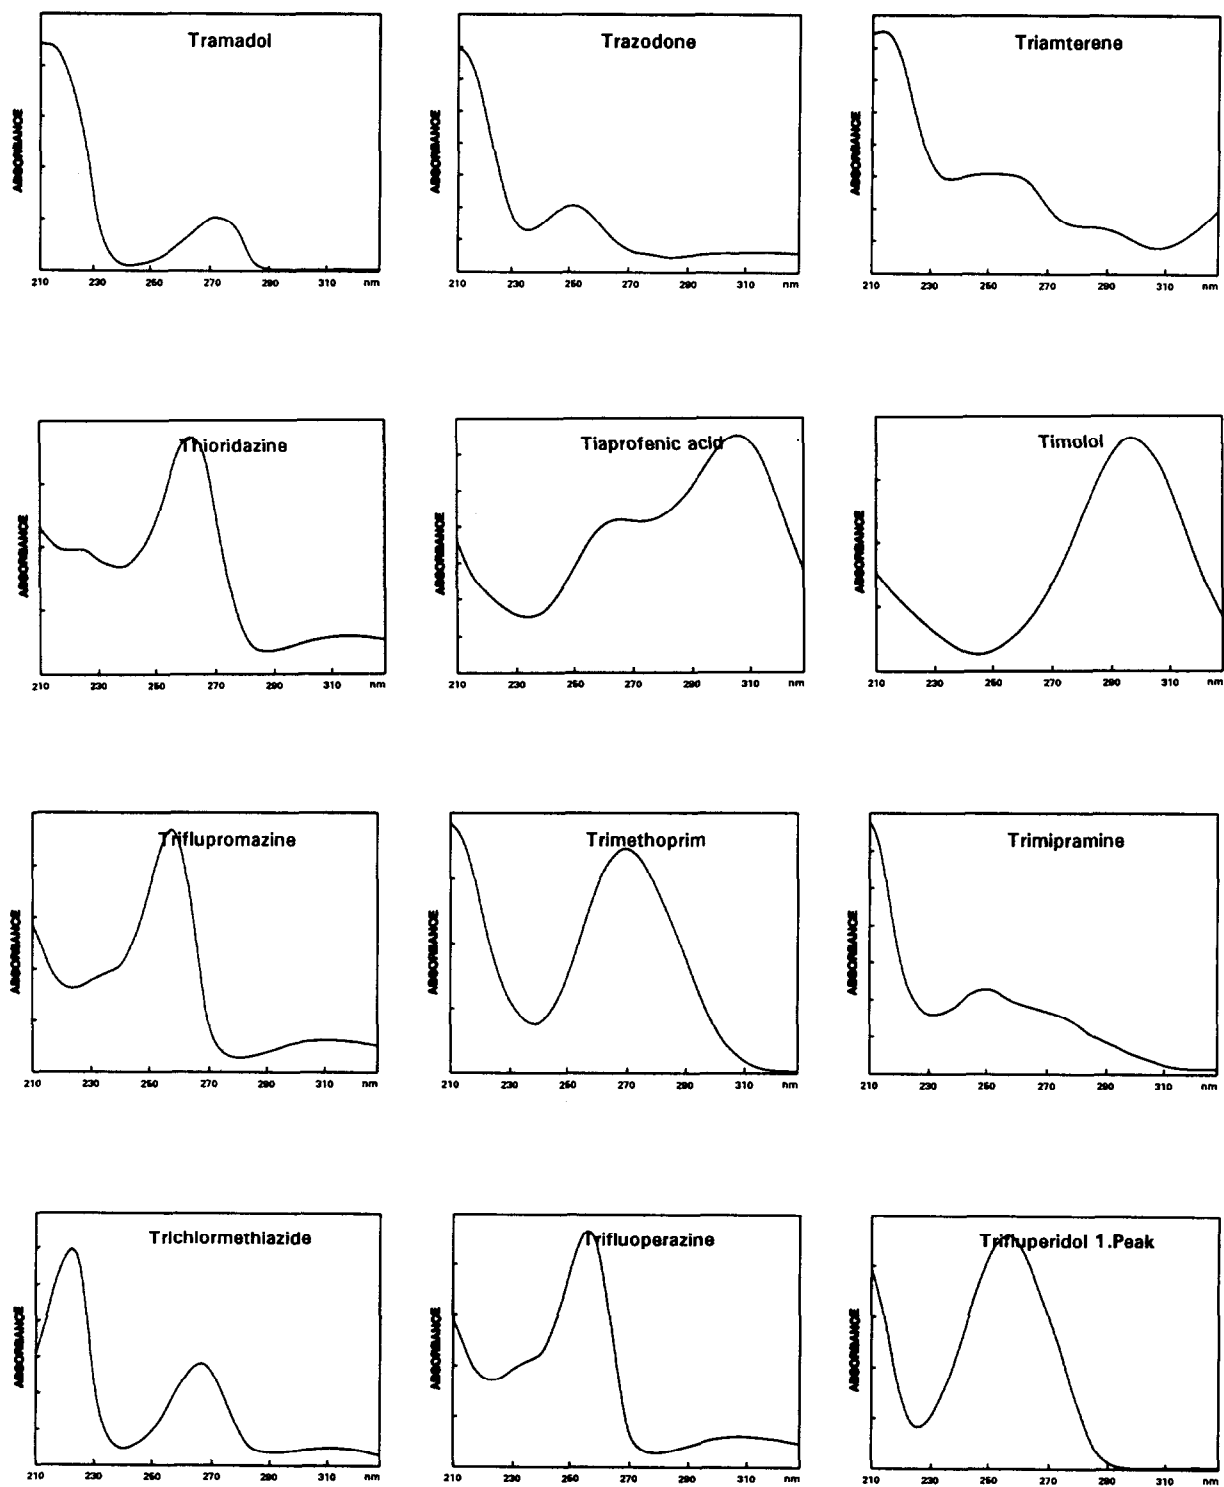 Tramadol
ABSORBANCE
210 230 250 270 290 310 nm
Trazodone
ABSORBANCE
210 230 250 270 290 310 nm
Triamterene
ABSORBANCE
210 230 250 270 290 310 nm
Thioridazine
ABSORBANCE
210 230 250 270 290 310 nm
Tiaprofenic acid
ABSORBANCE
210 230 250 270 290 310 nm
Timolol
ABSORBANCE
210 230 250 270 290 310 nm
Triflupromazine
ABSORBANCE
210 230 250 270 290 310 nm
Trimethoprim
ABSORBANCE
210 230 250 270 290 310 nm
Trimipramine
ABSORBANCE
210 230 250 270 290 310 nm
Trichlormethiazide
ABSORBANCE
210 230 250 270 290 310 nm
Trifluoperazine
ABSORBANCE
210 230 250 270 290 310 nm
Trifluperidol 1.Peak
ABSORBANCE
210 230 250 270 290 310 nm